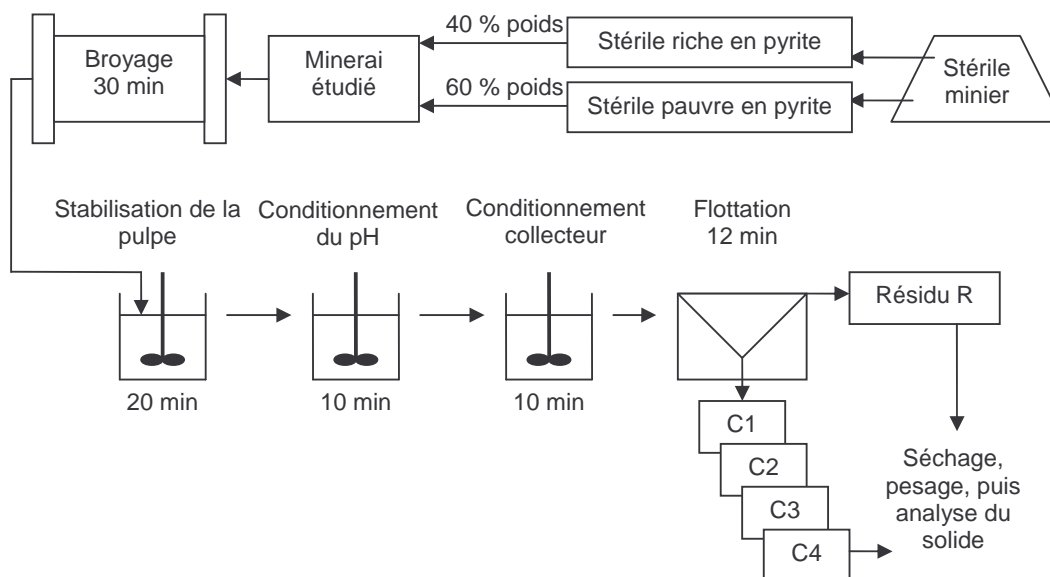 Broyage
30 min
Minerai
étudié
40 % poids
60 % poids
Stérile riche en pyrite
Stérile pauvre en pyrite
Stérile
minier
Stabilisation de la
pulpe
20 min
Conditionnement
du pH
10 min
Conditionnement
collecteur
10 min
Flottation
12 min
Résidu R
C1
C2
C3
C4
Séchage,
pesage, puis
analyse du
solide